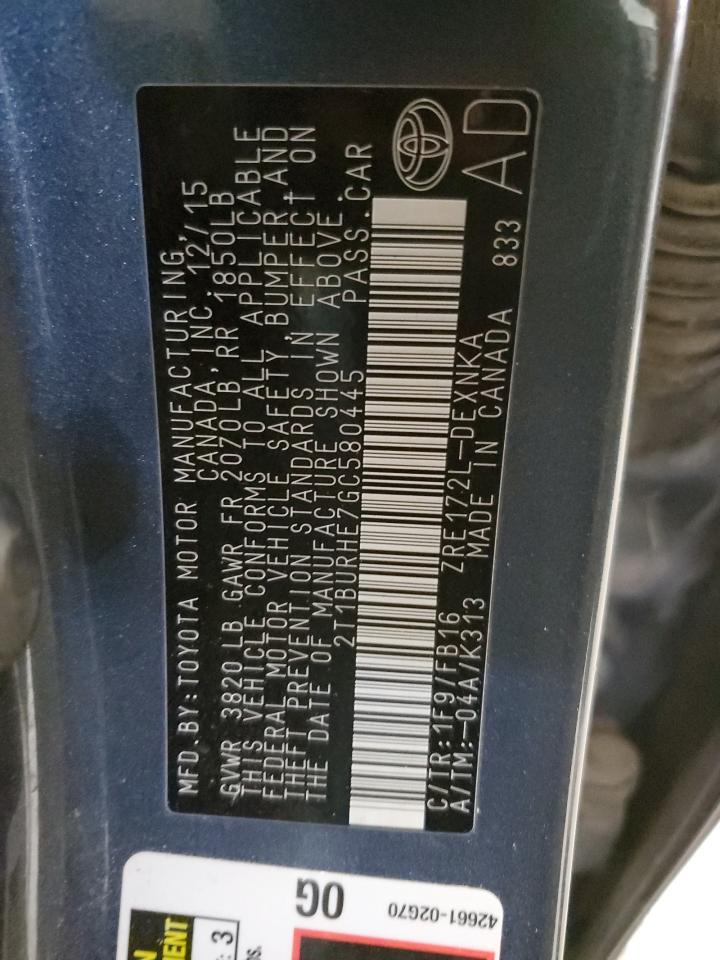 MFD. BY: TOYOTA MOTOR MANUFACTURING,
CANADA, INC. 12/15
GVWR 3820 LB GAWR FR 2070LB, RR 1850LB
THIS VEHICLE CONFORMS TO ALL APPLICABLE
FEDERAL MOTOR VEHICLE SAFETY, BUMPER, AND
THEFT PREVENTION STANDARDS IN EFFECT ON
THE DATE OF MANUFACTURE SHOWN ABOVE.
2T1BURHE7GC580445 PASS.CAR
C/TR:1F9/FB16 ZRE172L-DEXNKA
A/TM:-04A/K313 MADE IN CANADA 833
AD
0G
42661-02G70
3